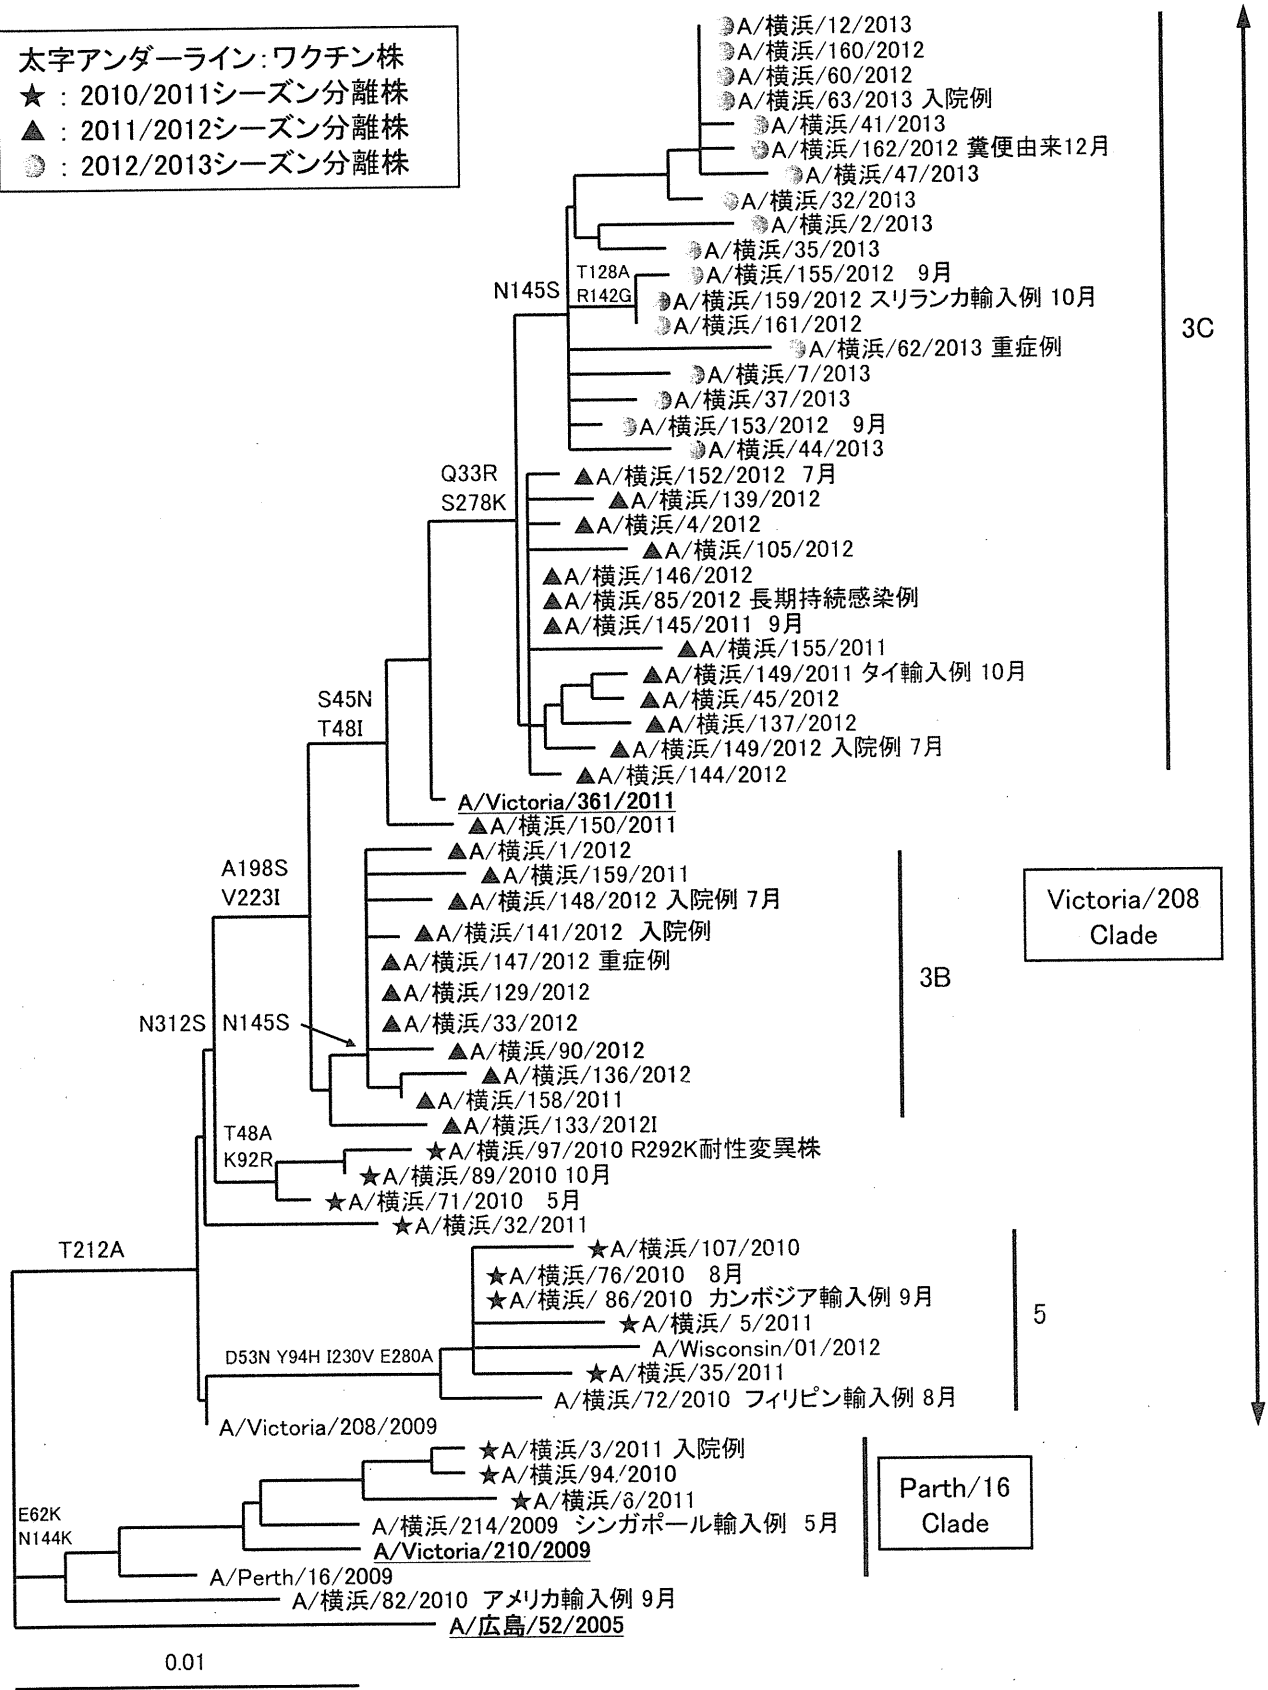 太字アンダーライン:ワクチン株
★ : 2010/2011シーズン分離株
▲ : 2011/2012シーズン分離株
: 2012/2013シーズン分離株
A/横浜/12/2013
A/横浜/160/2012
A/横浜/60/2012
A/横浜/63/2013 入院例
A/横浜/41/2013
A/横浜/162/2012 糞便由来12月
A/横浜/47/2013
A/横浜/32/2013
A/横浜/2/2013
A/横浜/35/2013
T128A
R142G
A/横浜/155/2012 9月
N145S
A/横浜/159/2012 スリランカ輸入例 10月
A/横浜/161/2012
3C
A/横浜/62/2013 重症例
A/横浜/7/2013
A/横浜/37/2013
A/横浜/153/2012 9月
A/横浜/44/2013
Q33R
S278K
▲A/横浜/152/2012 7月
▲A/横浜/139/2012
▲A/横浜/4/2012
▲A/横浜/105/2012
▲A/横浜/146/2012
▲A/横浜/85/2012 長期持続感染例
▲A/横浜/145/2011 9月
▲A/横浜/155/2011
▲A/横浜/149/2011 タイ輸入例 10月
S45N
T48I
▲A/横浜/45/2012
▲A/横浜/137/2012
▲A/横浜/149/2012 入院例 7月
▲A/横浜/144/2012
A/Victoria/361/2011
▲A/横浜/150/2011
A198S
V223I
▲A/横浜/1/2012
▲A/横浜/159/2011
▲A/横浜/148/2012 入院例 7月
▲A/横浜/141/2012 入院例
▲A/横浜/147/2012 重症例
▲A/横浜/129/2012
3B
Victoria/208
Clade
N312S
N145S
▲A/横浜/33/2012
▲A/横浜/90/2012
▲A/横浜/136/2012
▲A/横浜/158/2011
▲A/横浜/133/2012I
T48A
K92R
★A/横浜/97/2010 R292K耐性変異株
★A/横浜/89/2010 10月
★A/横浜/71/2010 5月
★A/横浜/32/2011
T212A
★A/横浜/107/2010
★A/横浜/76/2010 8月
★A/横浜/ 86/2010 カンボジア輸入例 9月
★A/横浜/ 5/2011
5
A/Wisconsin/01/2012
D53N Y94H I230V E280A
★A/横浜/35/2011
A/横浜/72/2010 フィリピン輸入例 8月
A/Victoria/208/2009
★A/横浜/3/2011 入院例
★A/横浜/94/2010
★A/横浜/6/2011
Parth/16
Clade
E62K
N144K
A/横浜/214/2009 シンガポール輸入例 5月
A/Victoria/210/2009
A/Perth/16/2009
A/横浜/82/2010 アメリカ輸入例 9月
A/広島/52/2005
0.01